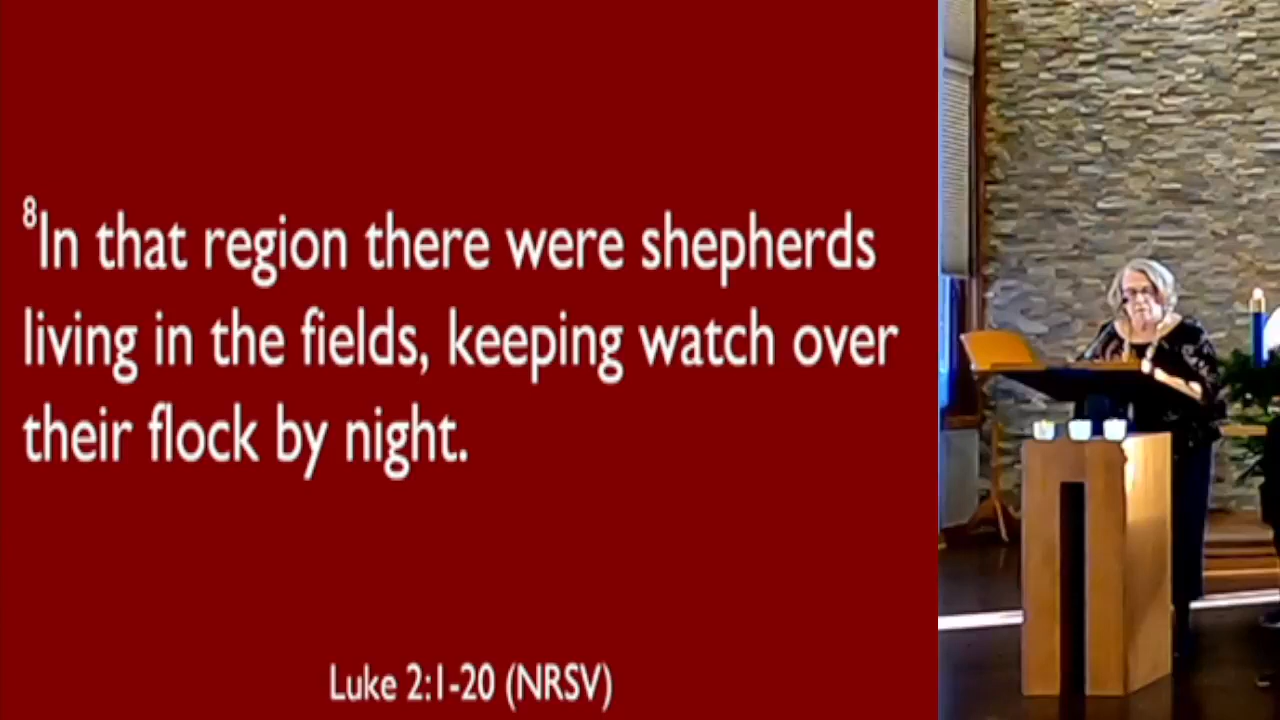 ⁸In that region there were shepherds
living in the fields, keeping watch over
their flock by night.
Luke 2:1-20 (NRSV)